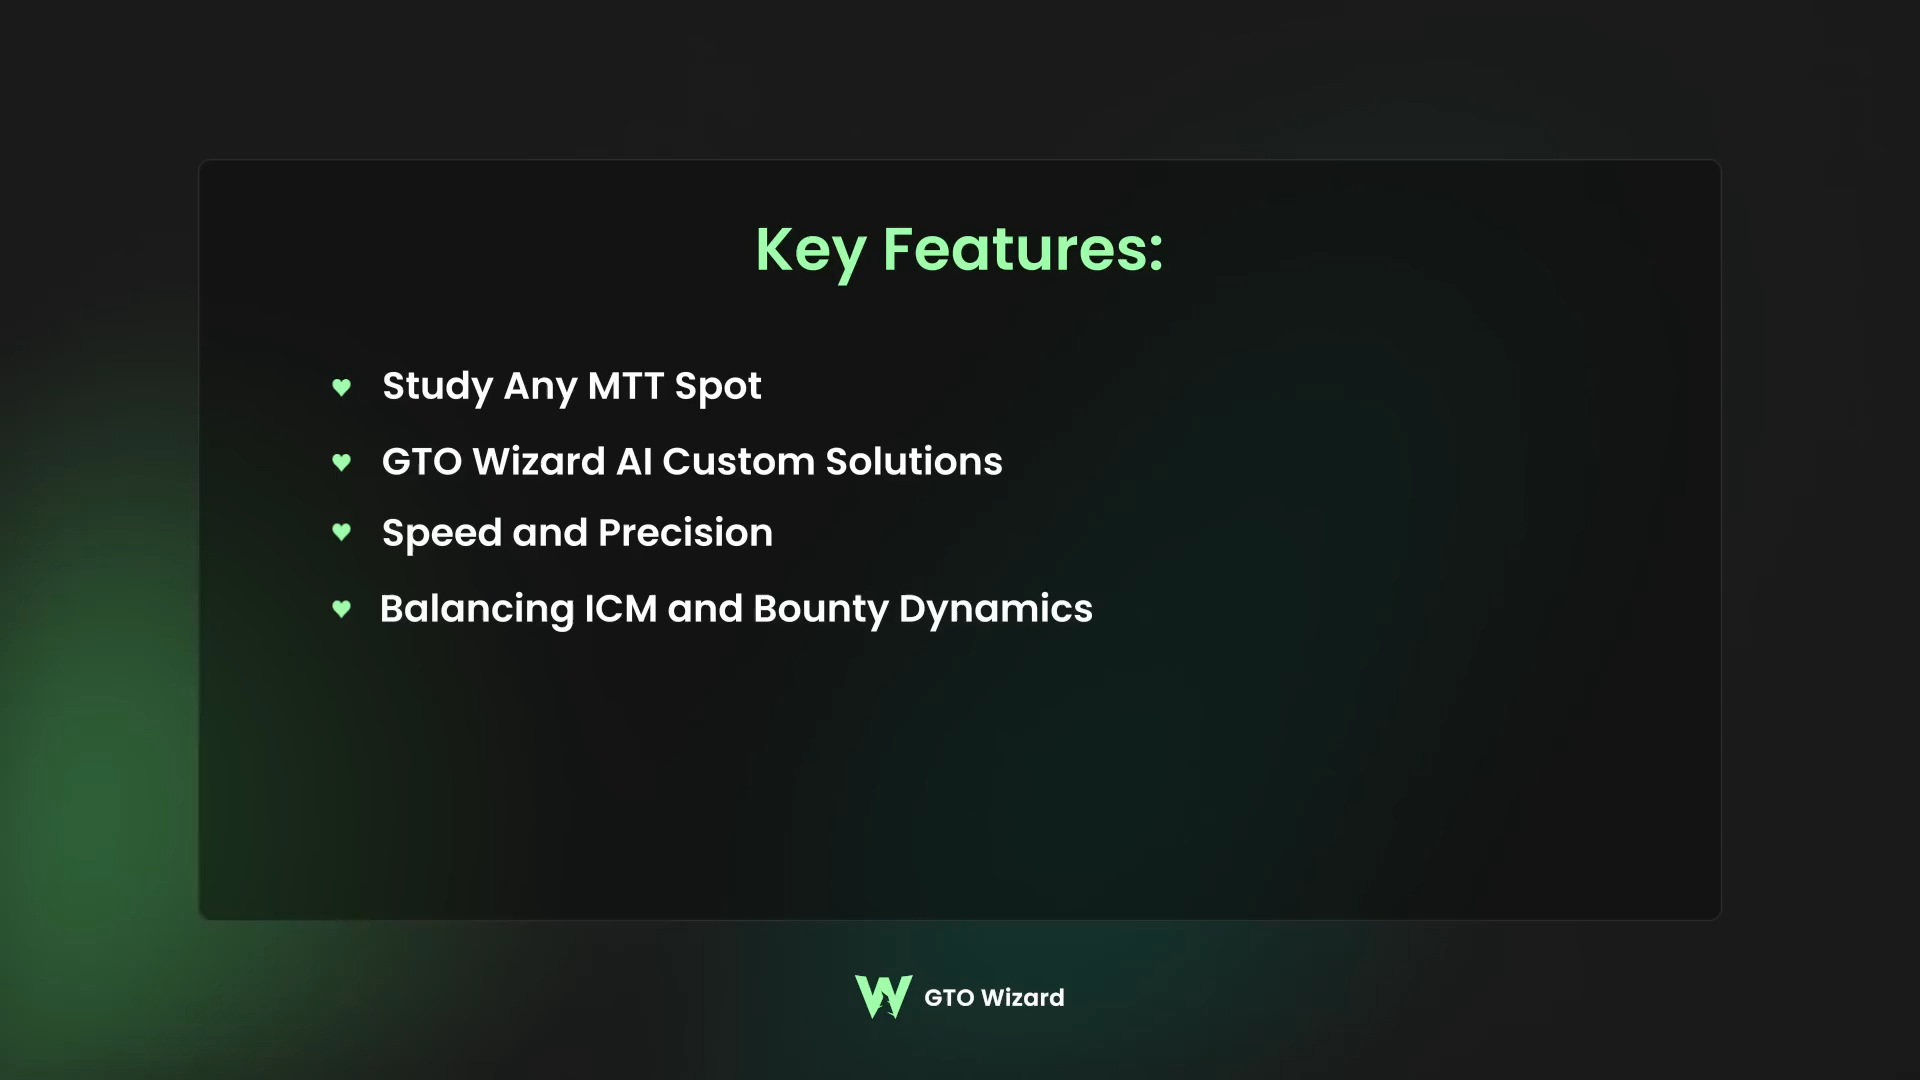 Key Features:
Study Any MTT Spot
GTO Wizard AI Custom Solutions
Speed and Precision
Balancing ICM and Bounty Dynamics
GTO Wizard